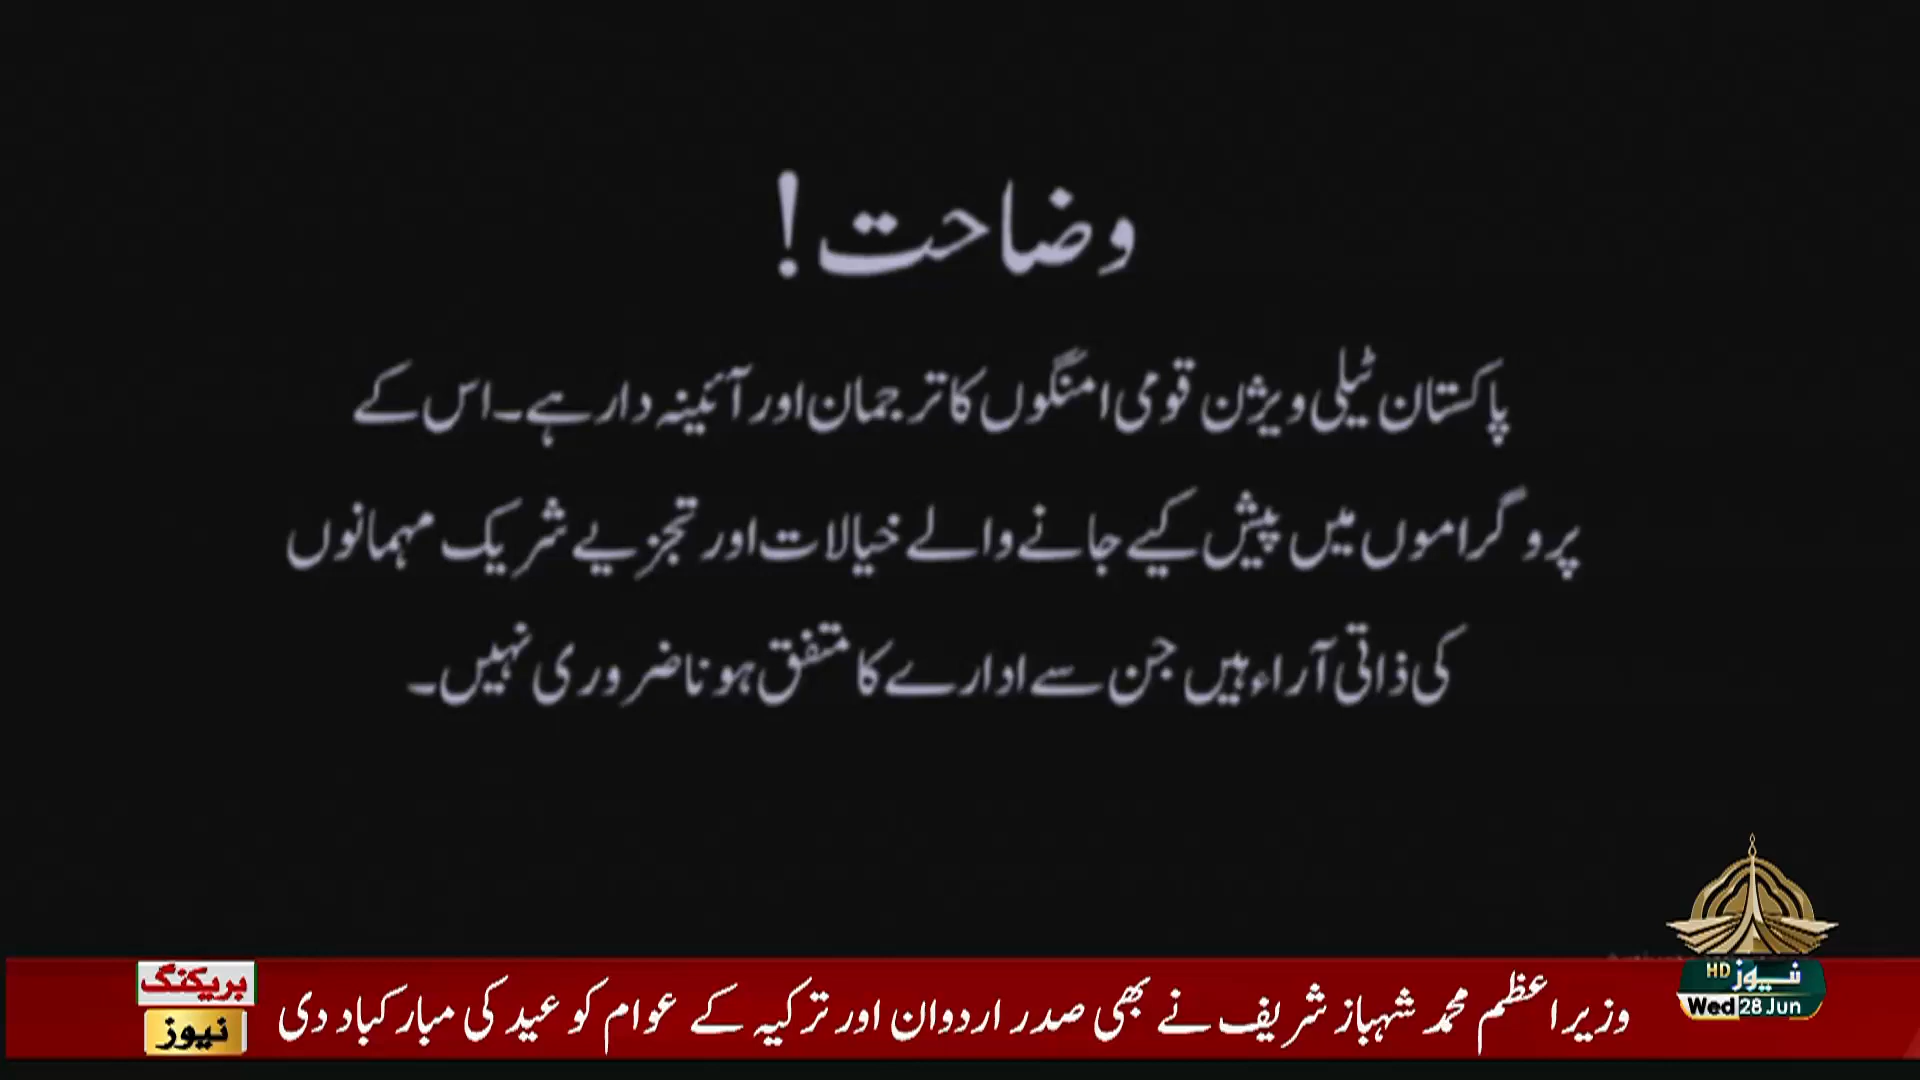 وضاحت!
پاکستان ٹیلی ویژن قومی امنگوں کا ترجمان اور آئینہ دار ہے۔ اس کے
پروگراموں میں پیش کیے جانے والے خیالات اور تجزیے شریک مہمانوں
کی ذاتی آراء ہیں جن سے ادارے کا متفق ہونا ضروری نہیں۔
نیوز HD
Wed 28 Jun
بریکنگ
نیوز
وزیراعظم محمد شہباز شریف نے بھی صدر اردوان اور ترکیہ کے عوام کو عید کی مبارکباد دی